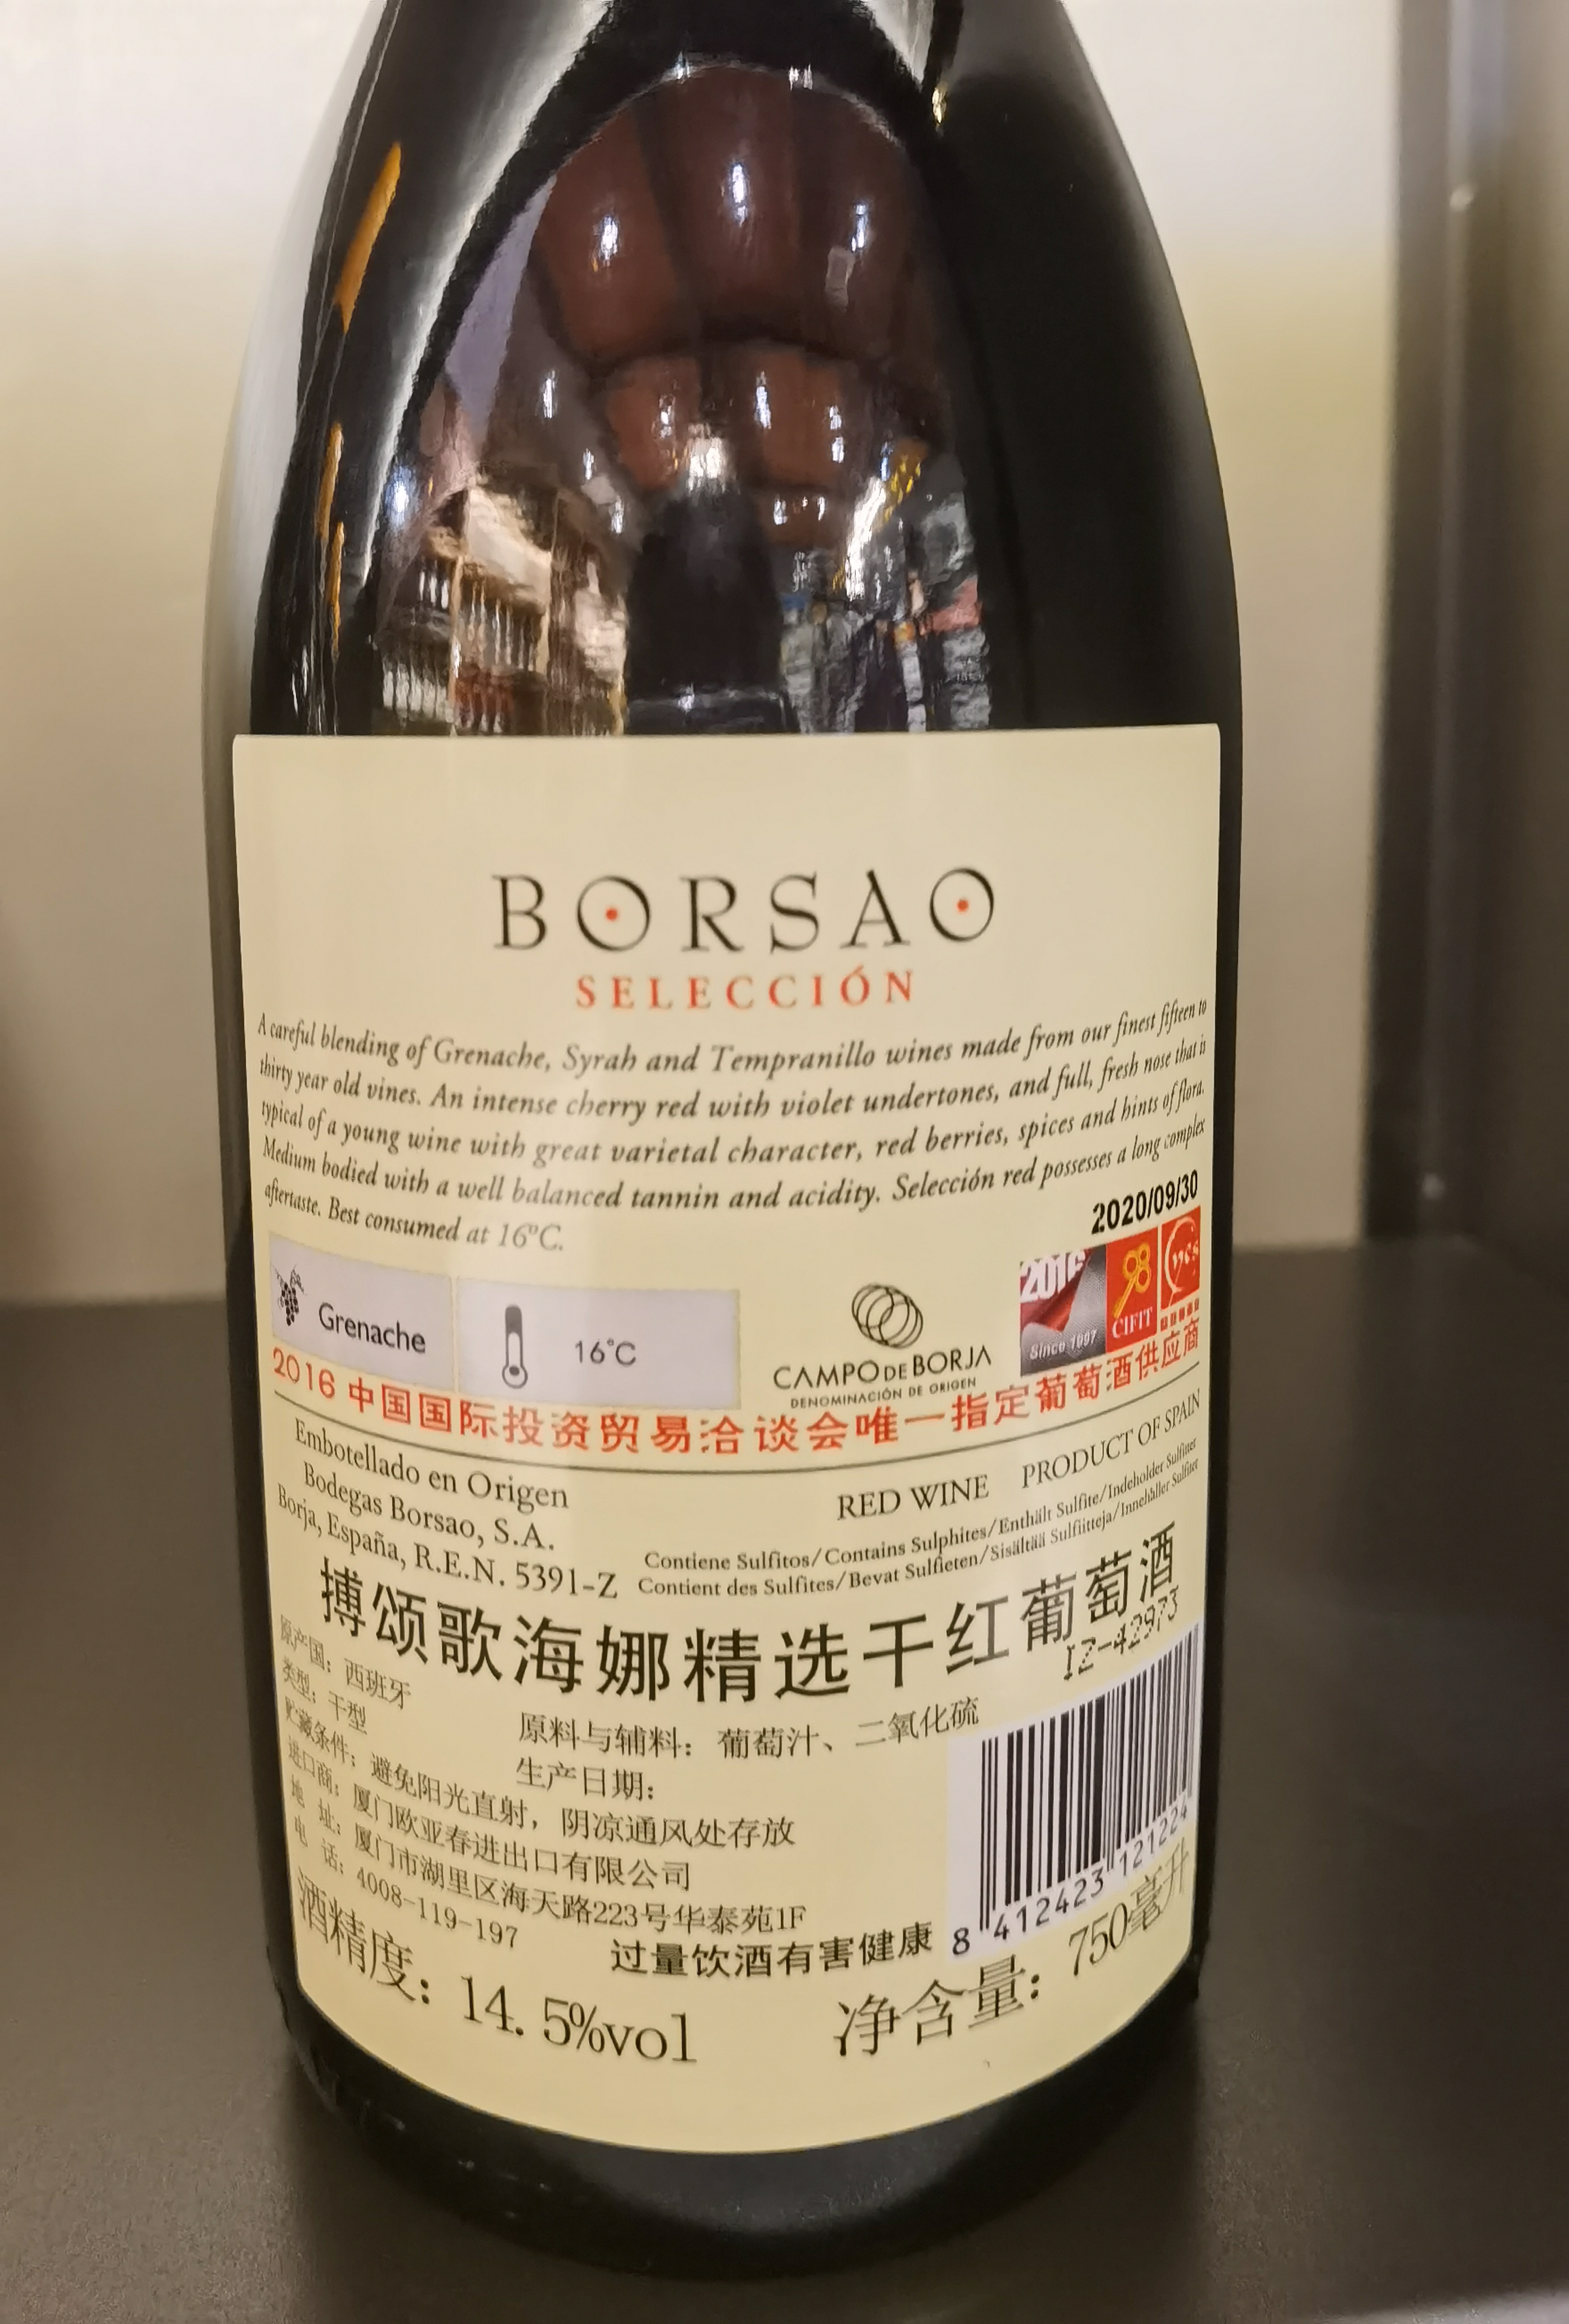 BORSAO
SELECCIÓN
A careful blending of Grenache, Syrah and Tempranillo wines made from our finest fifteen to
thirty year old vines. An intense cherry red with violet undertones, and full, fresh nose that is
typical of a young wine with great varietal character, red berries, spices and hints of flora.
Medium bodied with a well balanced tannin and acidity. Selección red possesses a long complex
aftertaste. Best consumed at 16ºC.
2020/09/30
Grenache
16°C
CAMPO DE BORJA
DENOMINACIÓN DE ORIGEN
2016
Since 1997
98
CIFIT
2016 中国国际投资贸易洽谈会唯一指定葡萄酒供应商
Embotellado en Origen
Bodegas Borsao, S.A.
Borja, España, R.E.N. 5391-Z
RED WINE PRODUCT OF SPAIN
Contiene Sulfitos/Contains Sulphites/Enthält Sulfite/Indeholder Sulfitter
Contient des Sulfites/Bevat Sulfieten/Sisältää Sulfiitteja/Innehåller Sulfiter
搏颂歌海娜精选干红葡萄酒
IZ-42973
原产国：西班牙
类型：干型
原料与辅料：葡萄汁、二氧化硫
生产日期：
贮藏条件：避免阳光直射，阴凉通风处存放
进口商：厦门欧亚春进出口有限公司
地 址：厦门市湖里区海天路223号华泰苑1F
电 话：4008-119-197
过量饮酒有害健康
8 412423 121224
酒精度：14.5%vol
净含量：750毫升